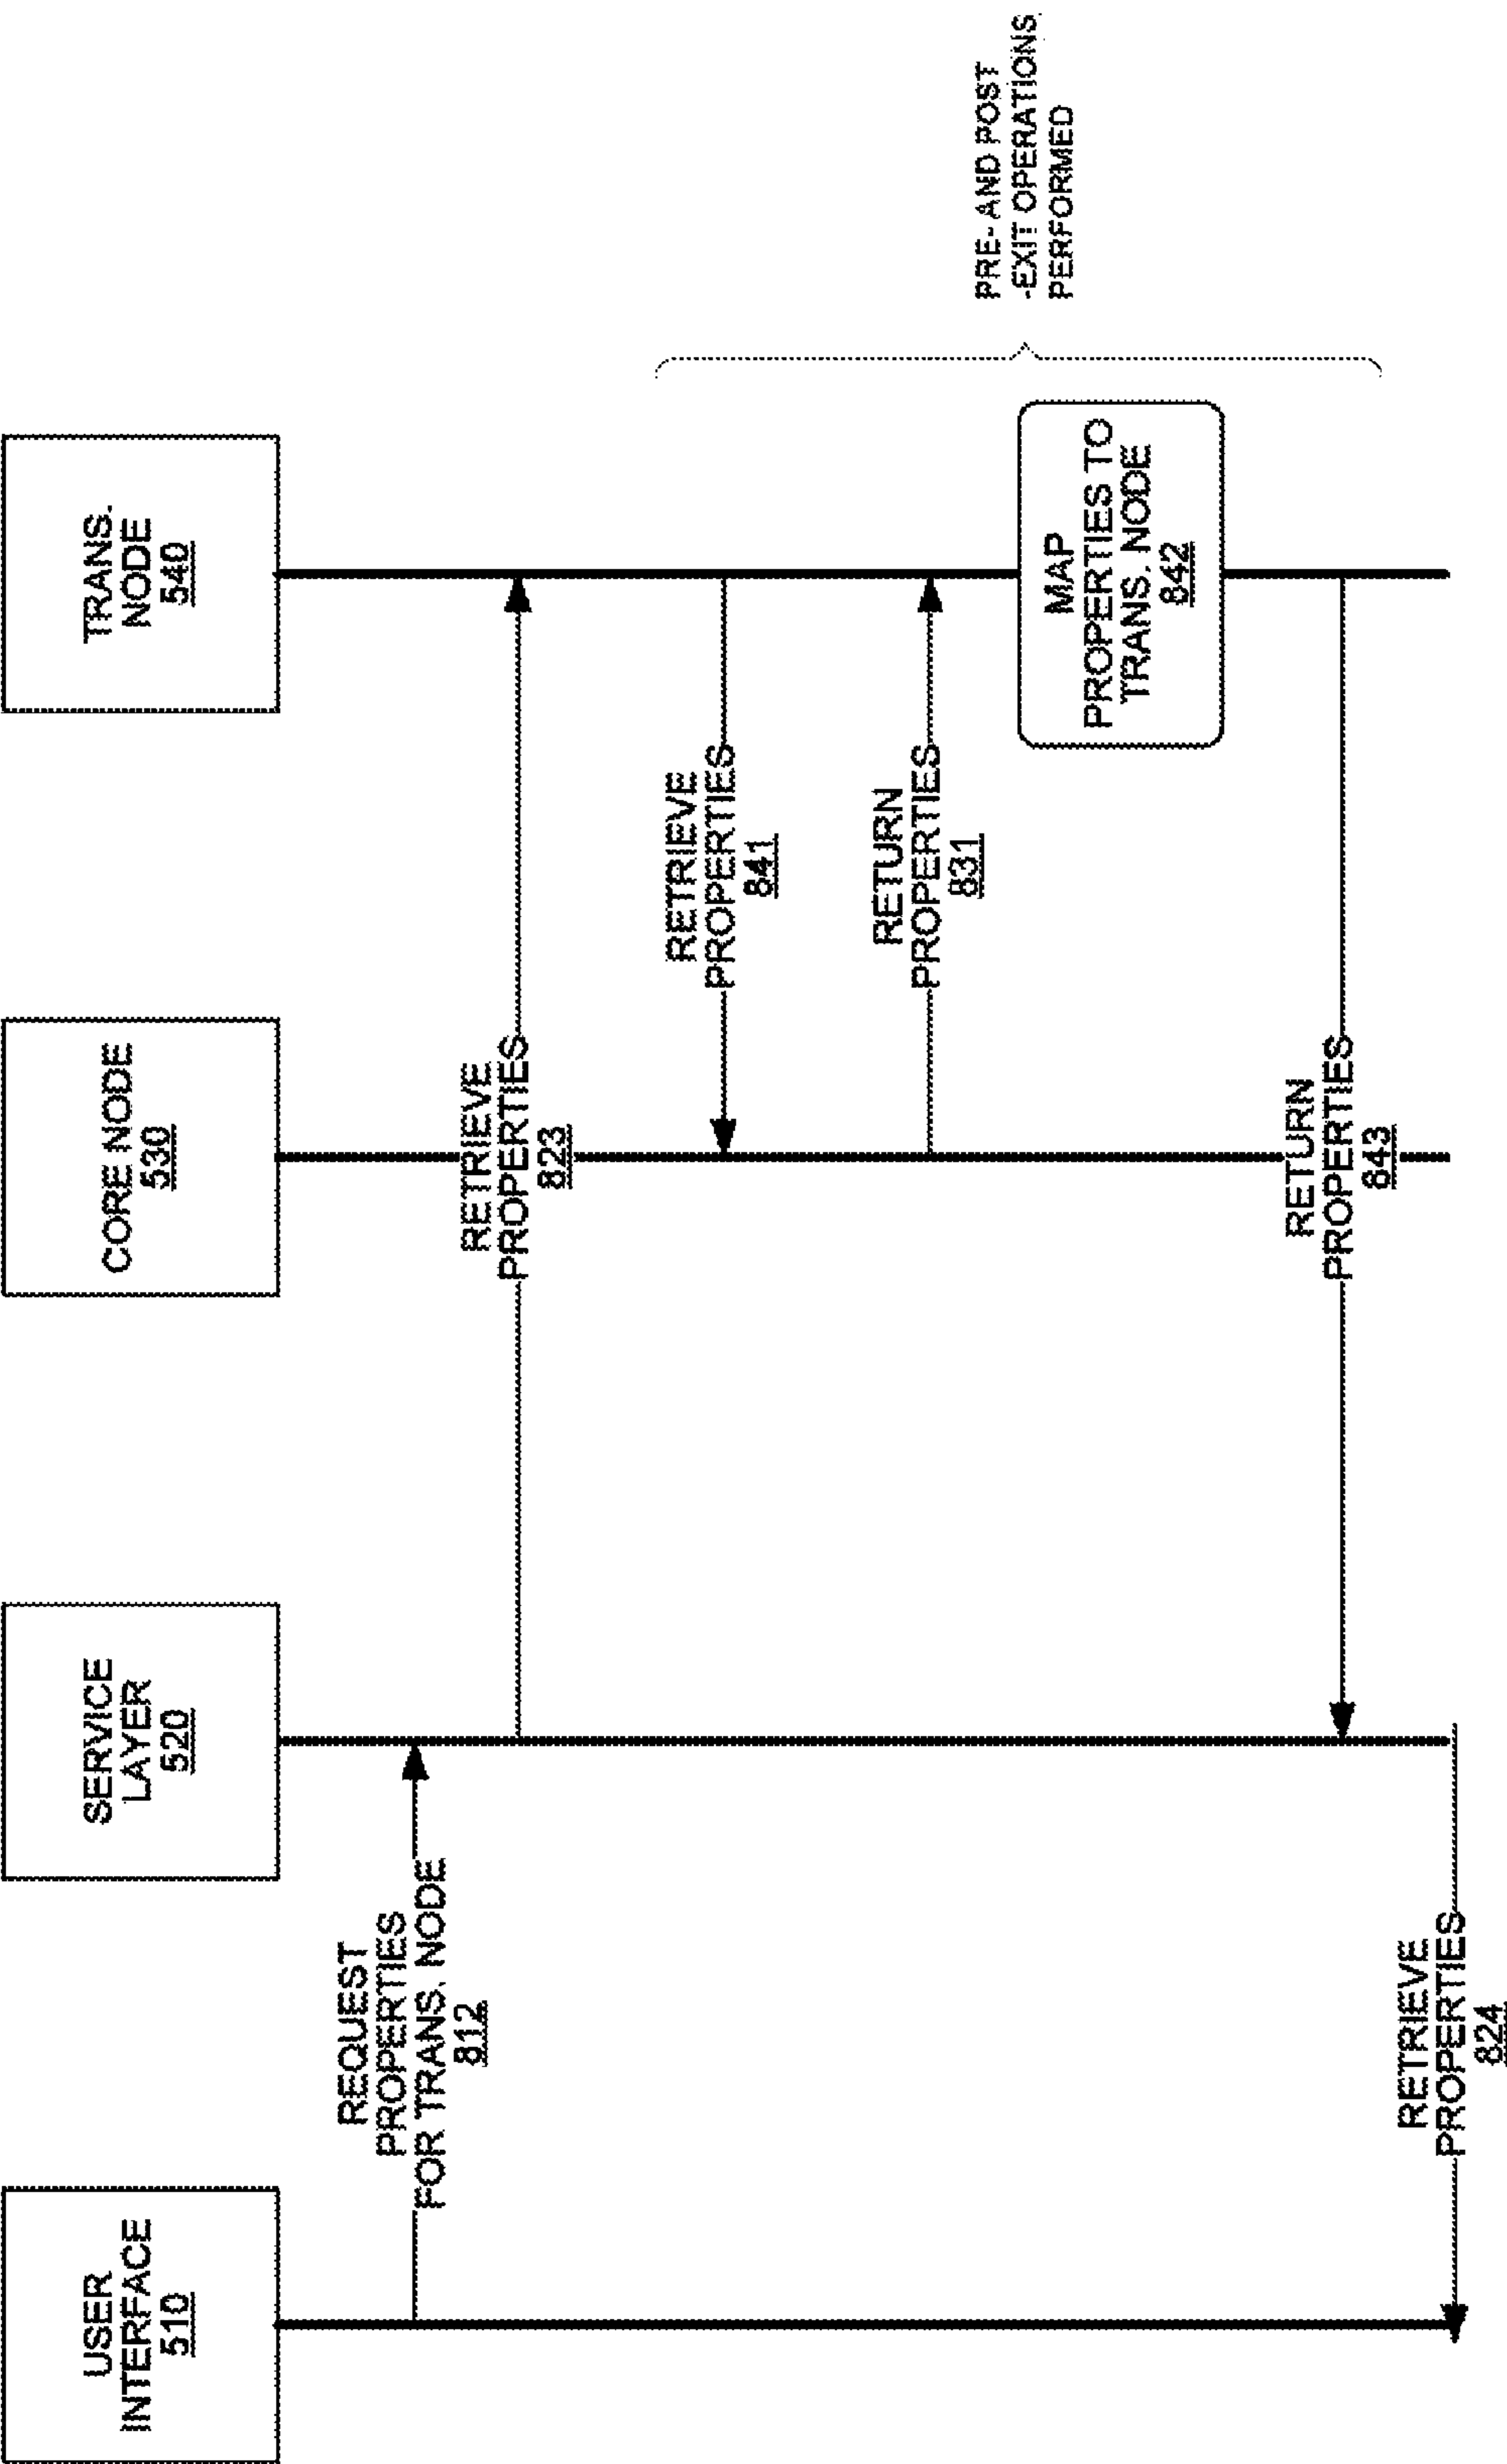 USER
INTERFACE
510
SERVICE
LAYER
520
CORE NODE
530
TRANS.
NODE
540
REQUEST
PROPERTIES
FOR TRANS. NODE
812
RETRIEVE
PROPERTIES
823
RETRIEVE
PROPERTIES
841
RETURN
PROPERTIES
831
MAP
PROPERTIES TO
TRANS. NODE
842
PRE- AND POST
-EXIT OPERATIONS
PERFORMED
RETURN
PROPERTIES
843
RETRIEVE
PROPERTIES
824